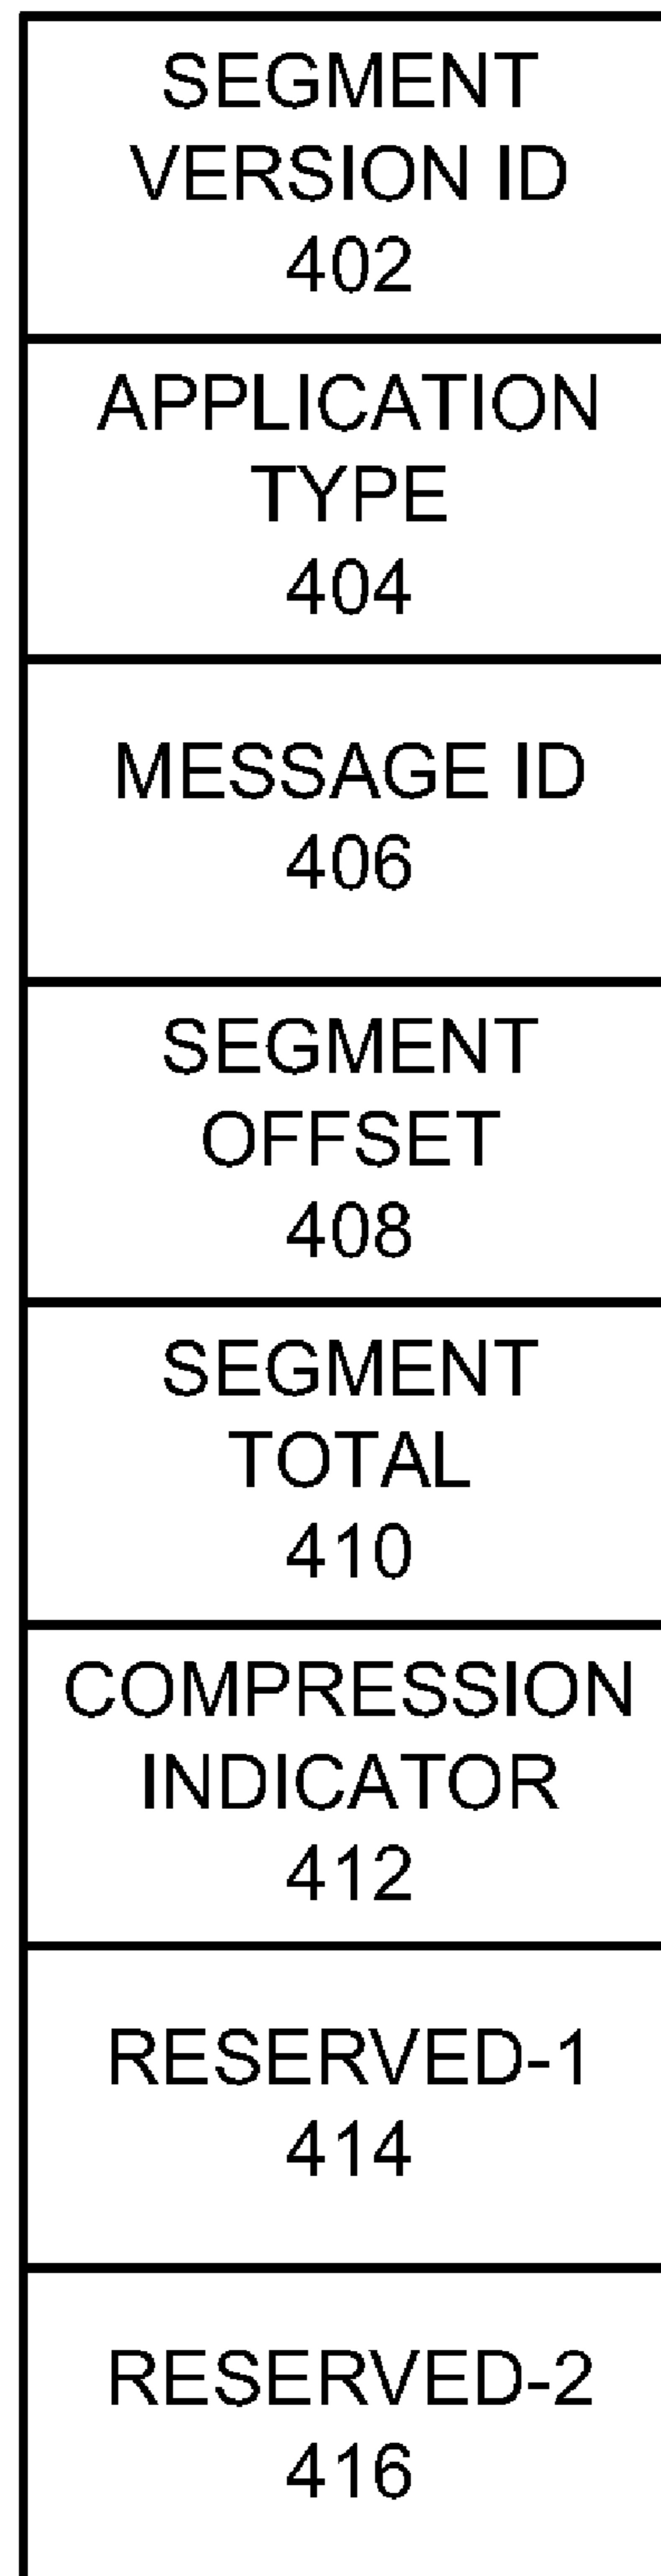 SEGMENT
VERSION ID
402
APPLICATION
TYPE
404
MESSAGE ID
406
SEGMENT
OFFSET
408
SEGMENT
TOTAL
410
COMPRESSION
INDICATOR
412
RESERVED-1
414
RESERVED-2
416